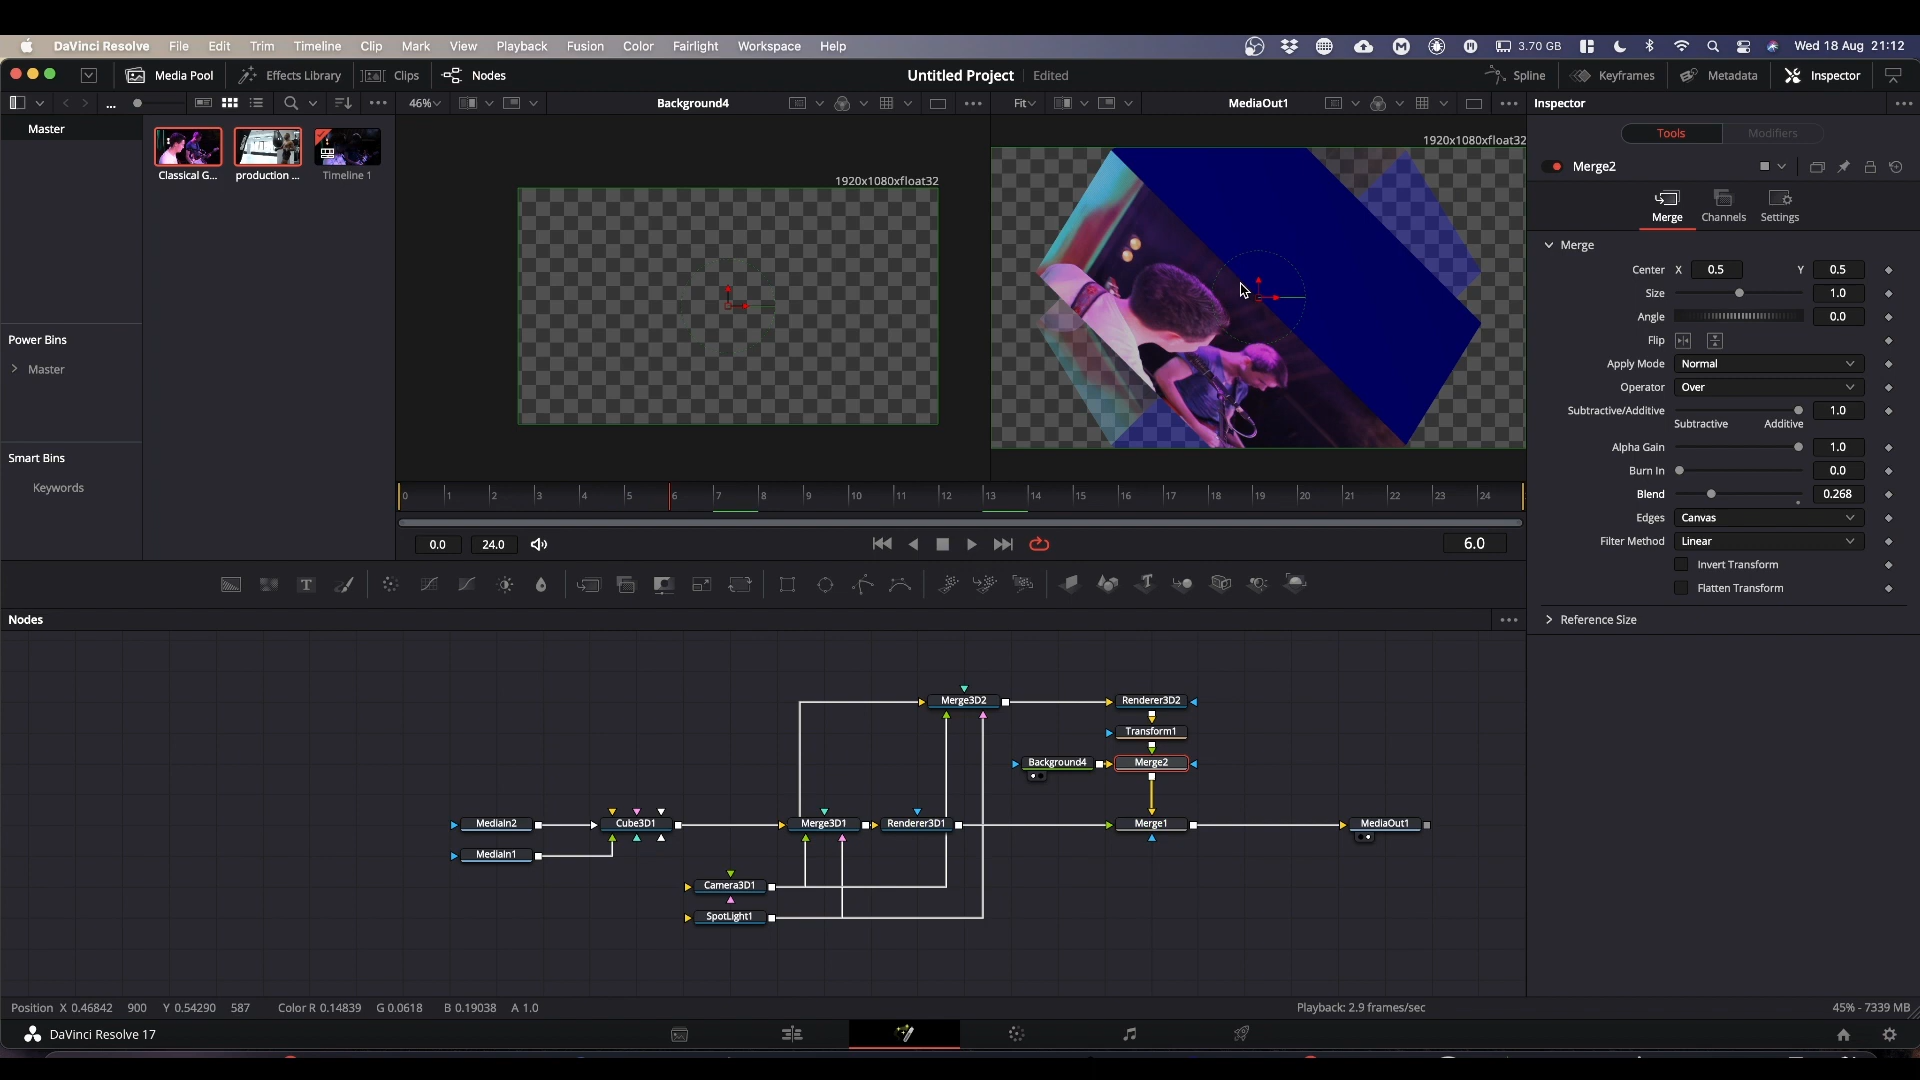 DaVinci Resolve File Edit Trim Timeline Clip Mark View Playback Fusion Color Fairlight Workspace Help 3.70 GB Wed 18 Aug 21:12
Media Pool Effects Library Clips Nodes Untitled Project Edited Spline Keyframes Metadata Inspector
... 46% Background4 Fit MediaOut1 Inspector
Master
Classical G... production ... Timeline 1
Power Bins
Master
Smart Bins
Keywords
1920x1080xfloat32
1920x1080xfloat32
Tools Modifiers
Merge2
Merge Channels Settings
Merge
Center X 0.5 Y 0.5
Size 1.0
Angle 0.0
Flip
Apply Mode Normal
Operator Over
Subtractive/Additive 1.0
Subtractive Additive
Alpha Gain 1.0
Burn In 0.0
Blend 0.268
Edges Canvas
Filter Method Linear
Invert Transform
Flatten Transform
Reference Size
0 1 2 3 4 5 6 7 8 9 10 11 12 13 14 15 16 17 18 19 20 21 22 23 24
0.0 24.0 6.0
Nodes
Merge3D2 Renderer3D2
Transform1
Background4 Merge2
MediaIn2 Cube3D1 Merge3D1 Renderer3D1 Merge1 MediaOut1
MediaIn1
Camera3D1
SpotLight1
Position X 0.46842 900 Y 0.54290 587 Color R 0.14839 G 0.0618 B 0.19038 A 1.0 Playback: 2.9 frames/sec 45% - 7339 MB
DaVinci Resolve 17